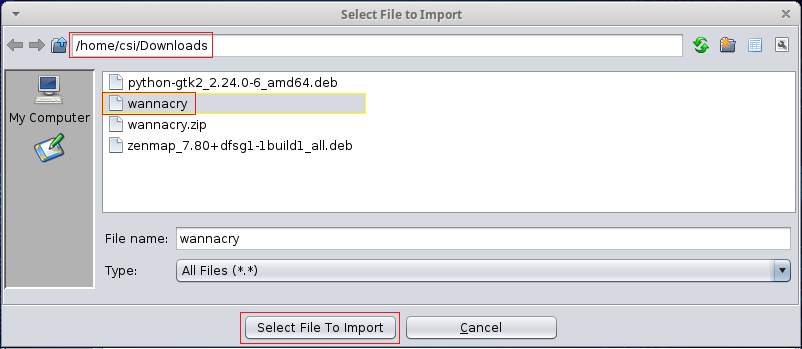 Select File to Import
/home/csi/Downloads
My Computer
python-gtk2_2.24.0-6_amd64.deb
wannacry
wannacry.zip
zenmap_7.80+dfsg1-1build1_all.deb
File name: wannacry
Type: All Files (*.*)
Select File To Import Cancel